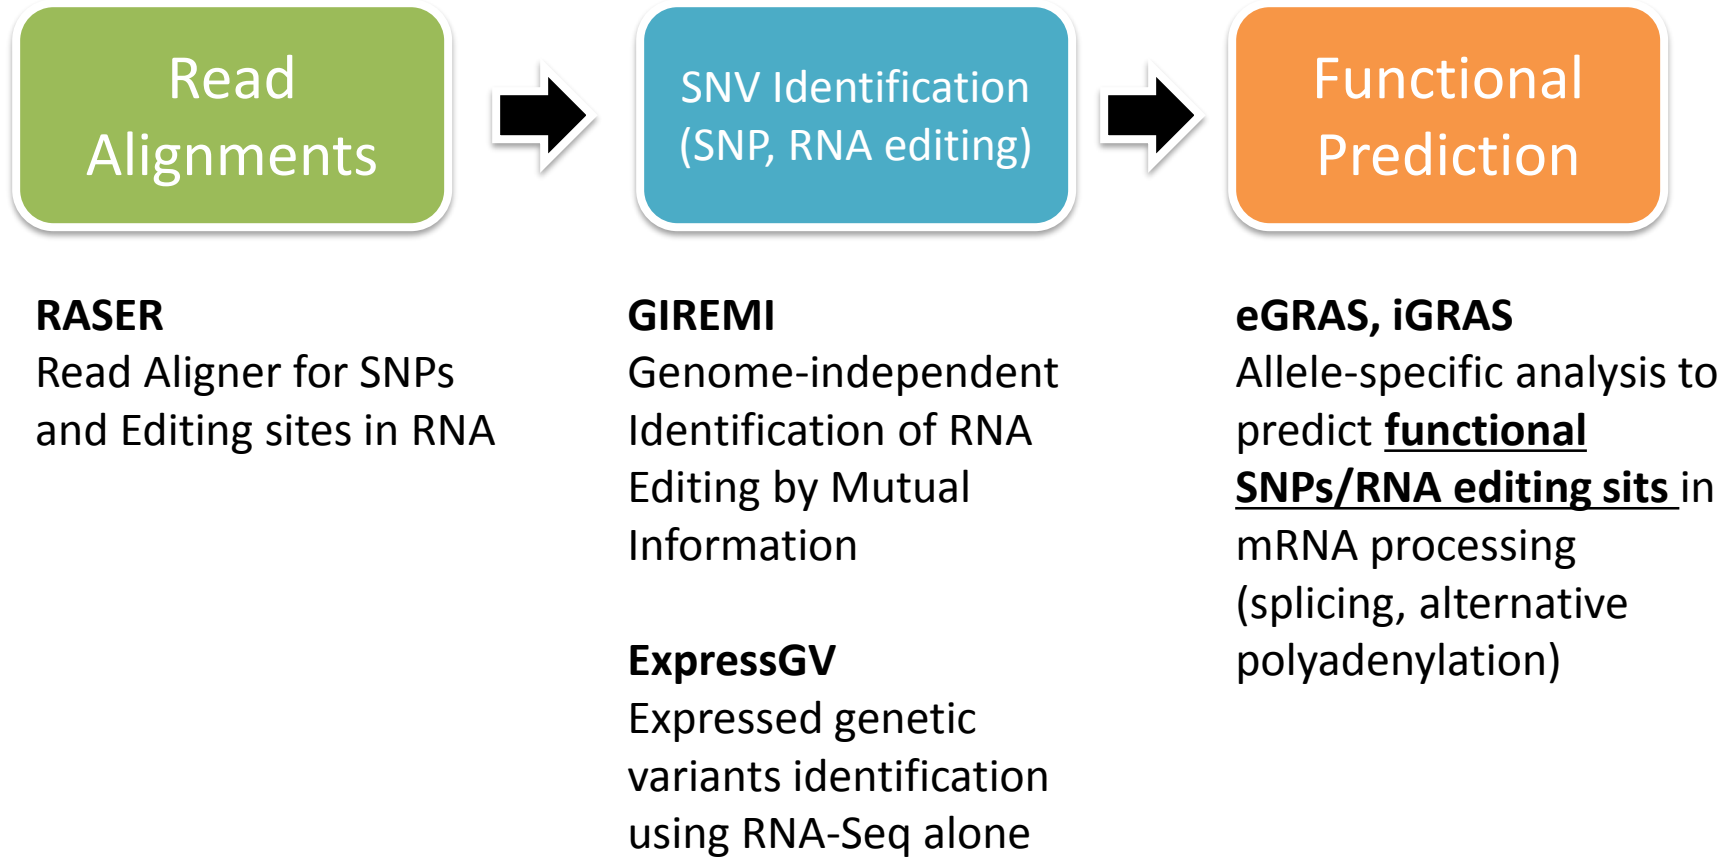 Read
Alignments
SNV Identification
(SNP, RNA editing)
Functional
Prediction
RASER
Read Aligner for SNPs
and Editing sites in RNA
GIREMI
Genome-independent
Identification of RNA
Editing by Mutual
Information
ExpressGV
Expressed genetic
variants identification
using RNA-Seq alone
eGRAS, iGRAS
Allele-specific analysis to
predict functional
SNPs/RNA editing sits in
mRNA processing
(splicing, alternative
polyadenylation)